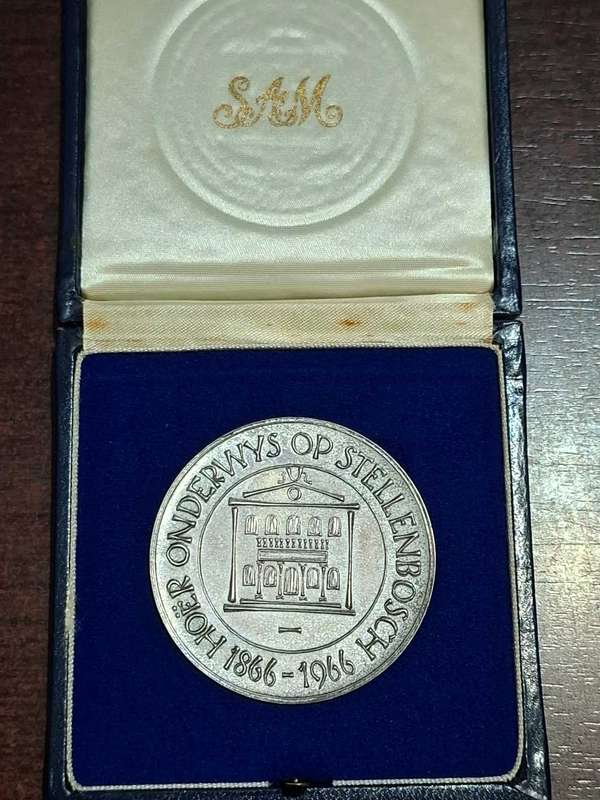 SAM
HOËR ONDERWYS OP STELLENBOSCH
1866-1966